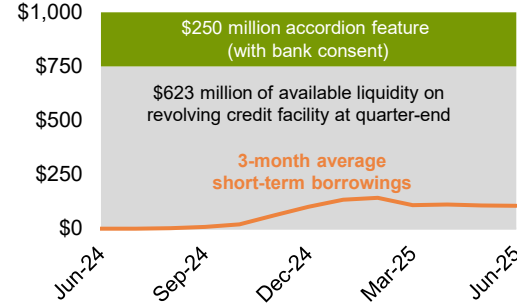 $1,000
$250 million accordion feature
(with bank consent)
$750
$623 million of available liquidity on
revolving credit facility at quarter-end
$500
$250
3-month average
short-term borrowings
$0
Jun-24
Sep-24
Dec-24
Mar-25
Jun-25